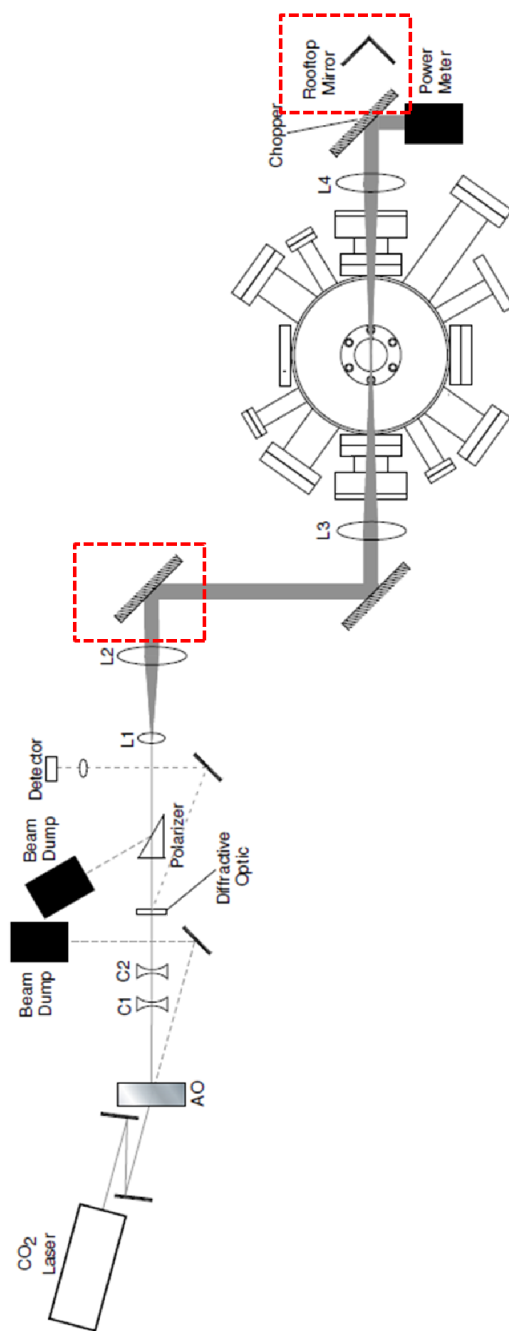 CO2
Laser
AO
Beam
Dump
C1
C2
Beam
Dump
Diffractive
Optic
Polarizer
Detector
L1
L2
L3
L4
Chopper
Rooftop
Mirror
Power
Meter